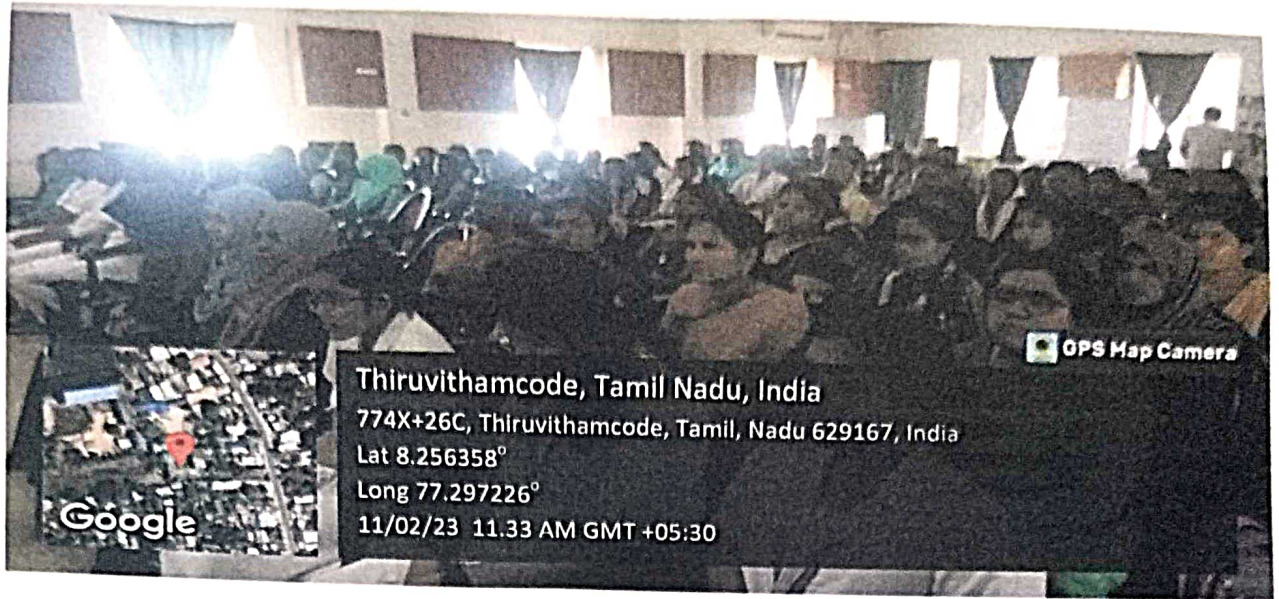 GPS Map Camera
Thiruvithamcode, Tamil Nadu, India
774X+26C, Thiruvithamcode, Tamil, Nadu 629167, India
Lat 8.256358°
Long 77.297226°
11/02/23 11.33 AM GMT +05:30
Google